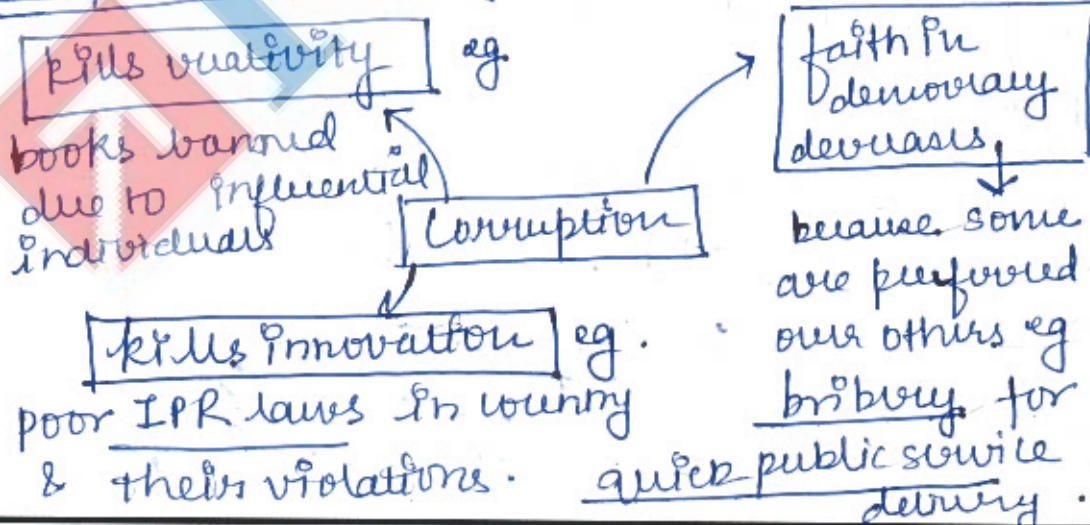 kills creativity eg.
books banned
due to influential
individuals
Corruption
faith in
democracy
decreases
because some
are preferred
over others eg
bribery for
quick public service
delivery.
kills innovation eg.
poor IPR laws in country
& their violations.